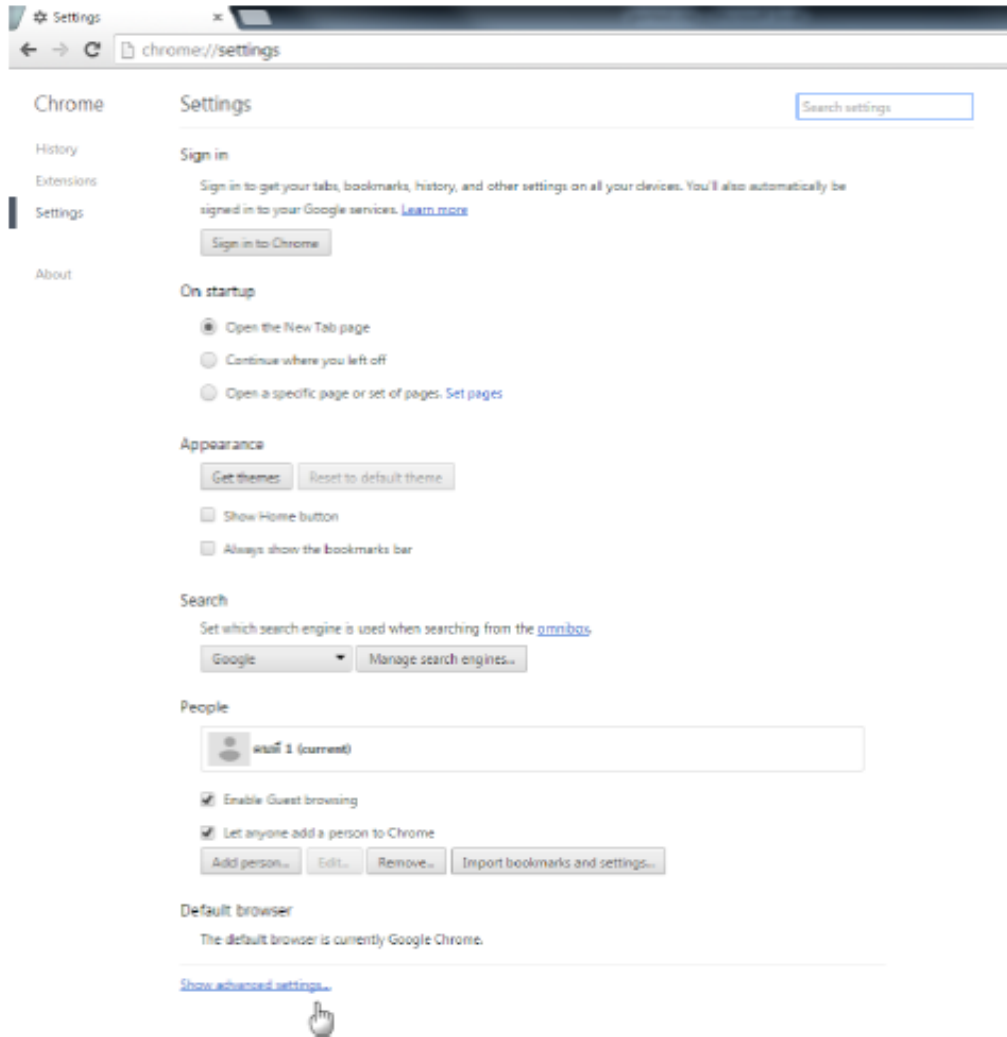 Settings
chrome://settings
Chrome
Settings
Search settings
History
Extensions
Settings
About
Sign in
Sign in to get your tabs, bookmarks, history, and other settings on all your devices. You'll also automatically be
signed in to your Google services. Learn more
Sign in to Chrome
On startup
Open the New Tab page
Continue where you left off
Open a specific page or set of pages. Set pages
Appearance
Get themes Reset to default theme
Show Home button
Always show the bookmarks bar
Search
Set which search engine is used when searching from the omnibox.
Google Manage search engines...
People
คนที่ 1 (current)
Enable Guest browsing
Let anyone add a person to Chrome
Add person... Edit... Remove... Import bookmarks and settings...
Default browser
The default browser is currently Google Chrome.
Show advanced settings...